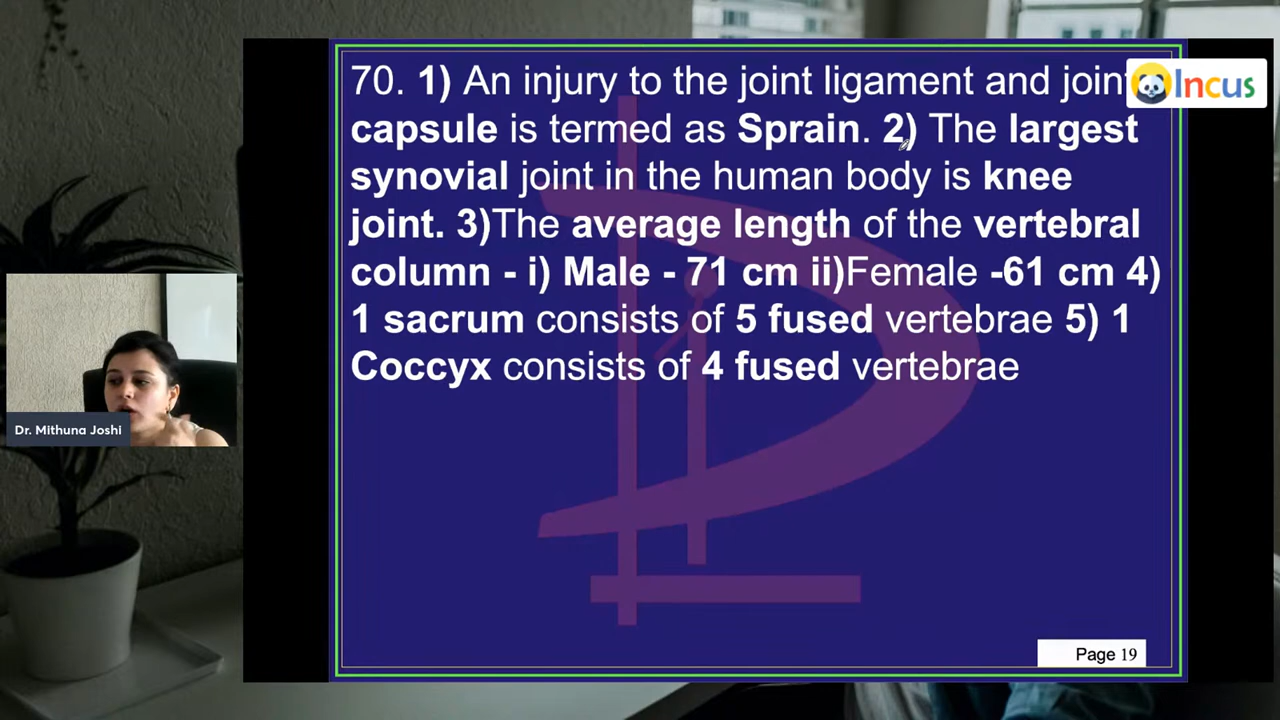 70. 1) An injury to the joint ligament and joint
capsule is termed as Sprain. 2) The largest
synovial joint in the human body is knee
joint. 3)The average length of the vertebral
column - i) Male - 71 cm ii)Female -61 cm 4)
1 sacrum consists of 5 fused vertebrae 5) 1
Coccyx consists of 4 fused vertebrae
Incus
Dr. Mithuna Joshi
Page 19